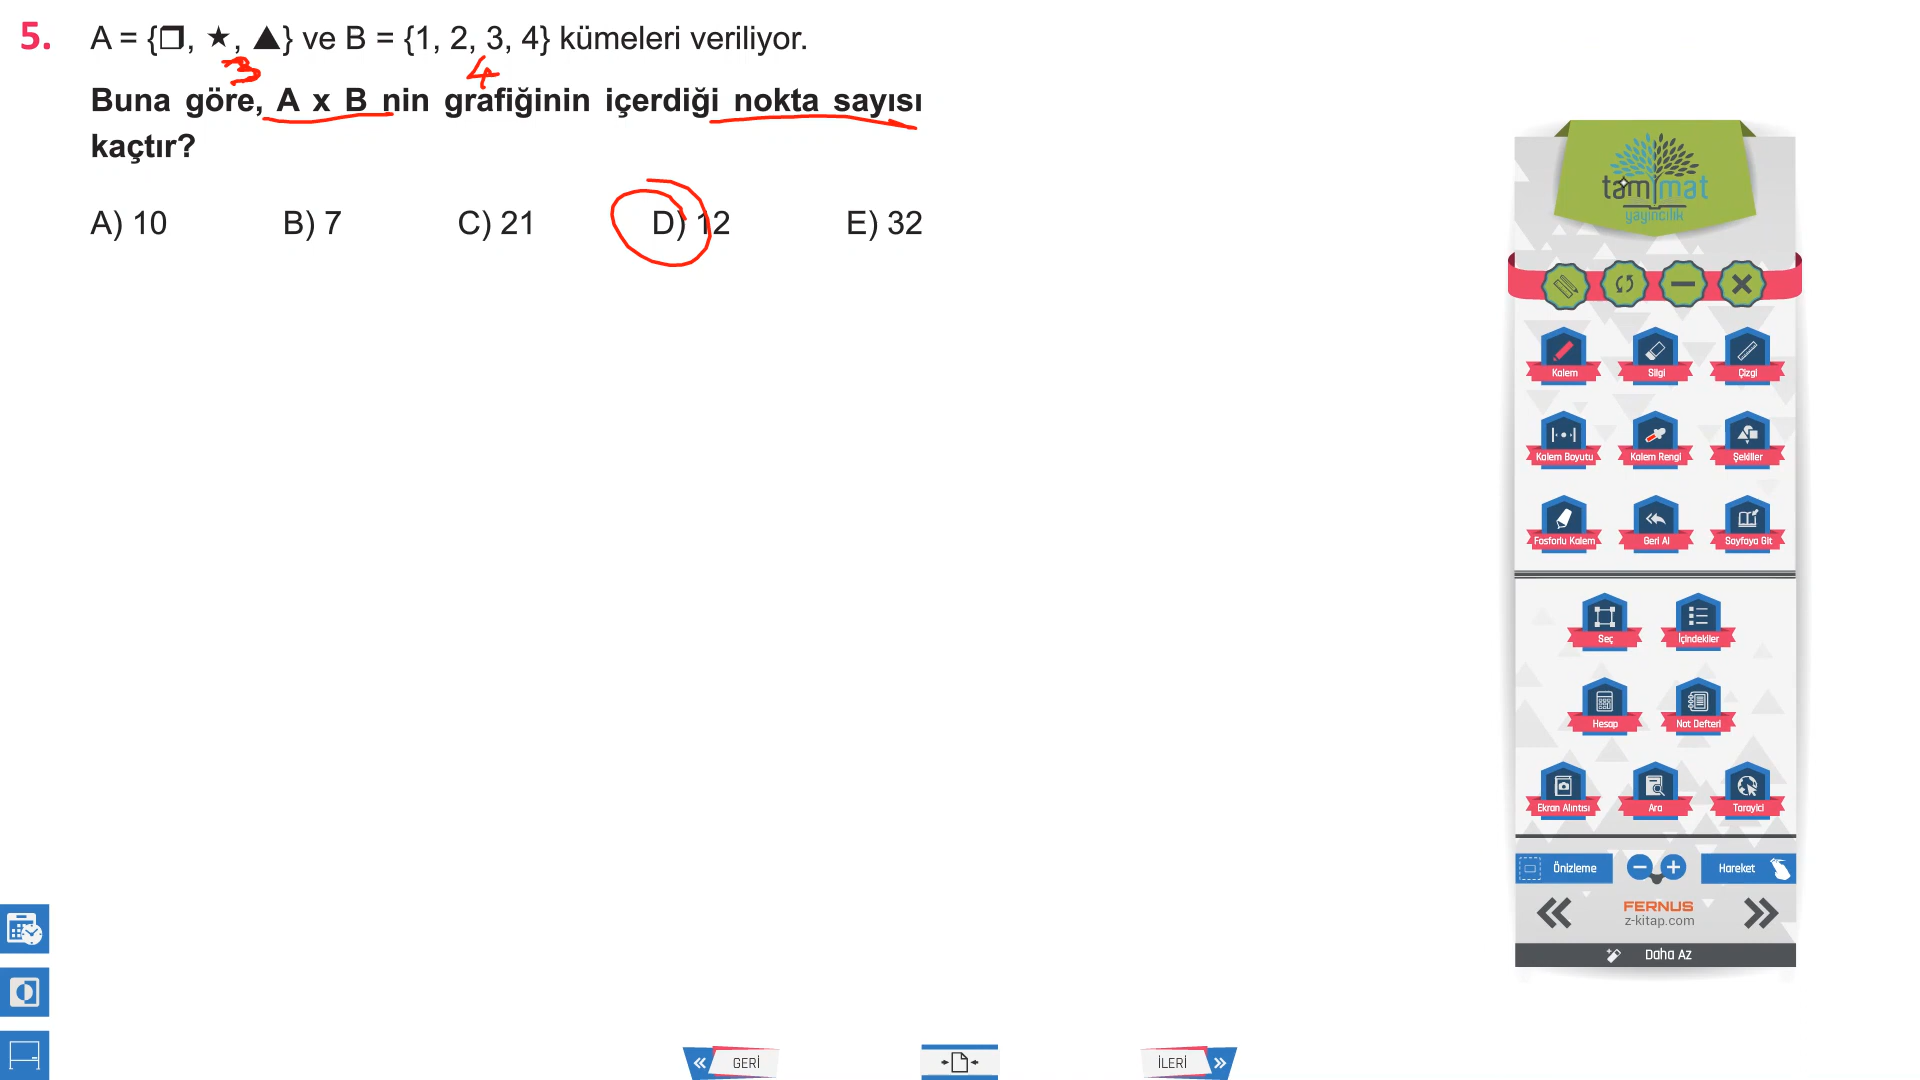 5. A = {❒, ★, ▲} ve B = {1, 2, 3, 4} kümeleri veriliyor.
3 4
Buna göre, A x B nin grafiğinin içerdiği nokta sayısı
kaçtır?
A) 10 B) 7 C) 21 D) 12 E) 32
tammat
yayıncılık
Kalem Silgi Çizgi
Kalem Boyutu Kalem Rengi Şekiller
Fosforlu Kalem Geri Al Sayfaya Git
Seç İçindekiler
Hesap Not Defteri
Ekran Alıntısı Ara Tarayici
Önizleme Hareket
FERNUS
z-kitap.com
Daha Az
GERİ İLERİ